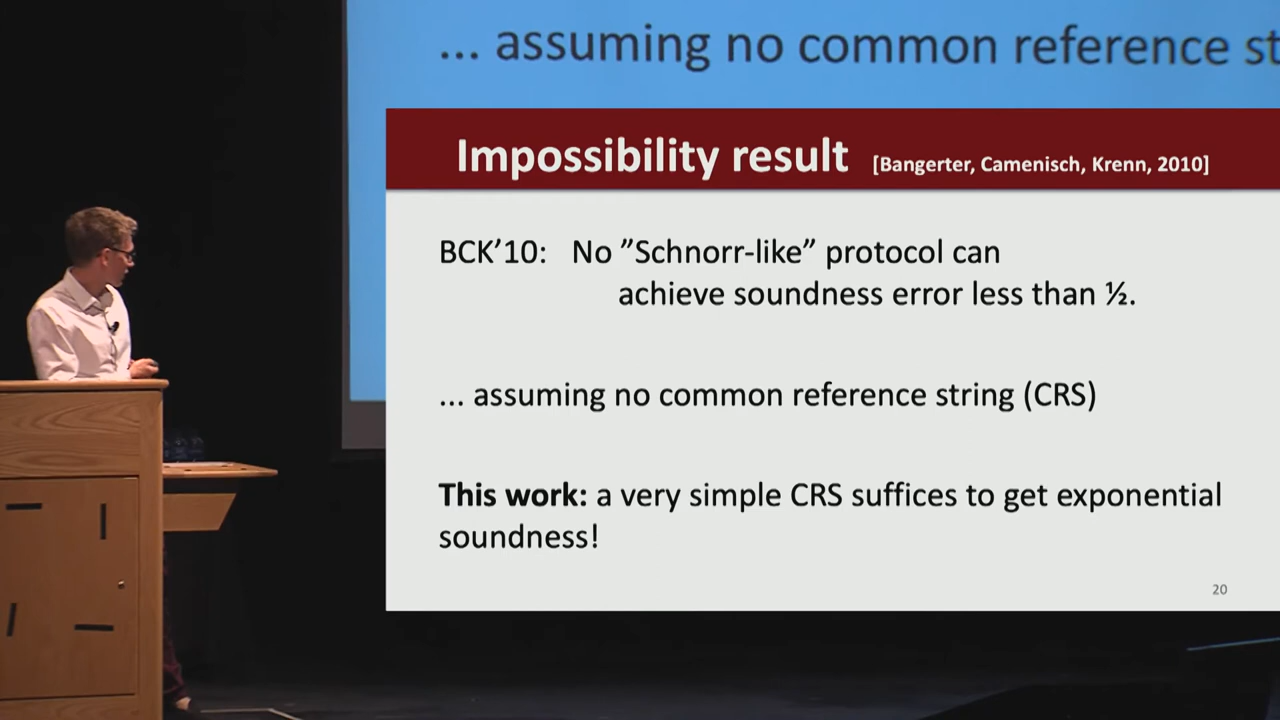 ... assuming no common reference st
Impossibility result [Bangerter, Camenisch, Krenn, 2010]
BCK’10: No ”Schnorr-like” protocol can
achieve soundness error less than ½.
... assuming no common reference string (CRS)
This work: a very simple CRS suffices to get exponential
soundness!
20